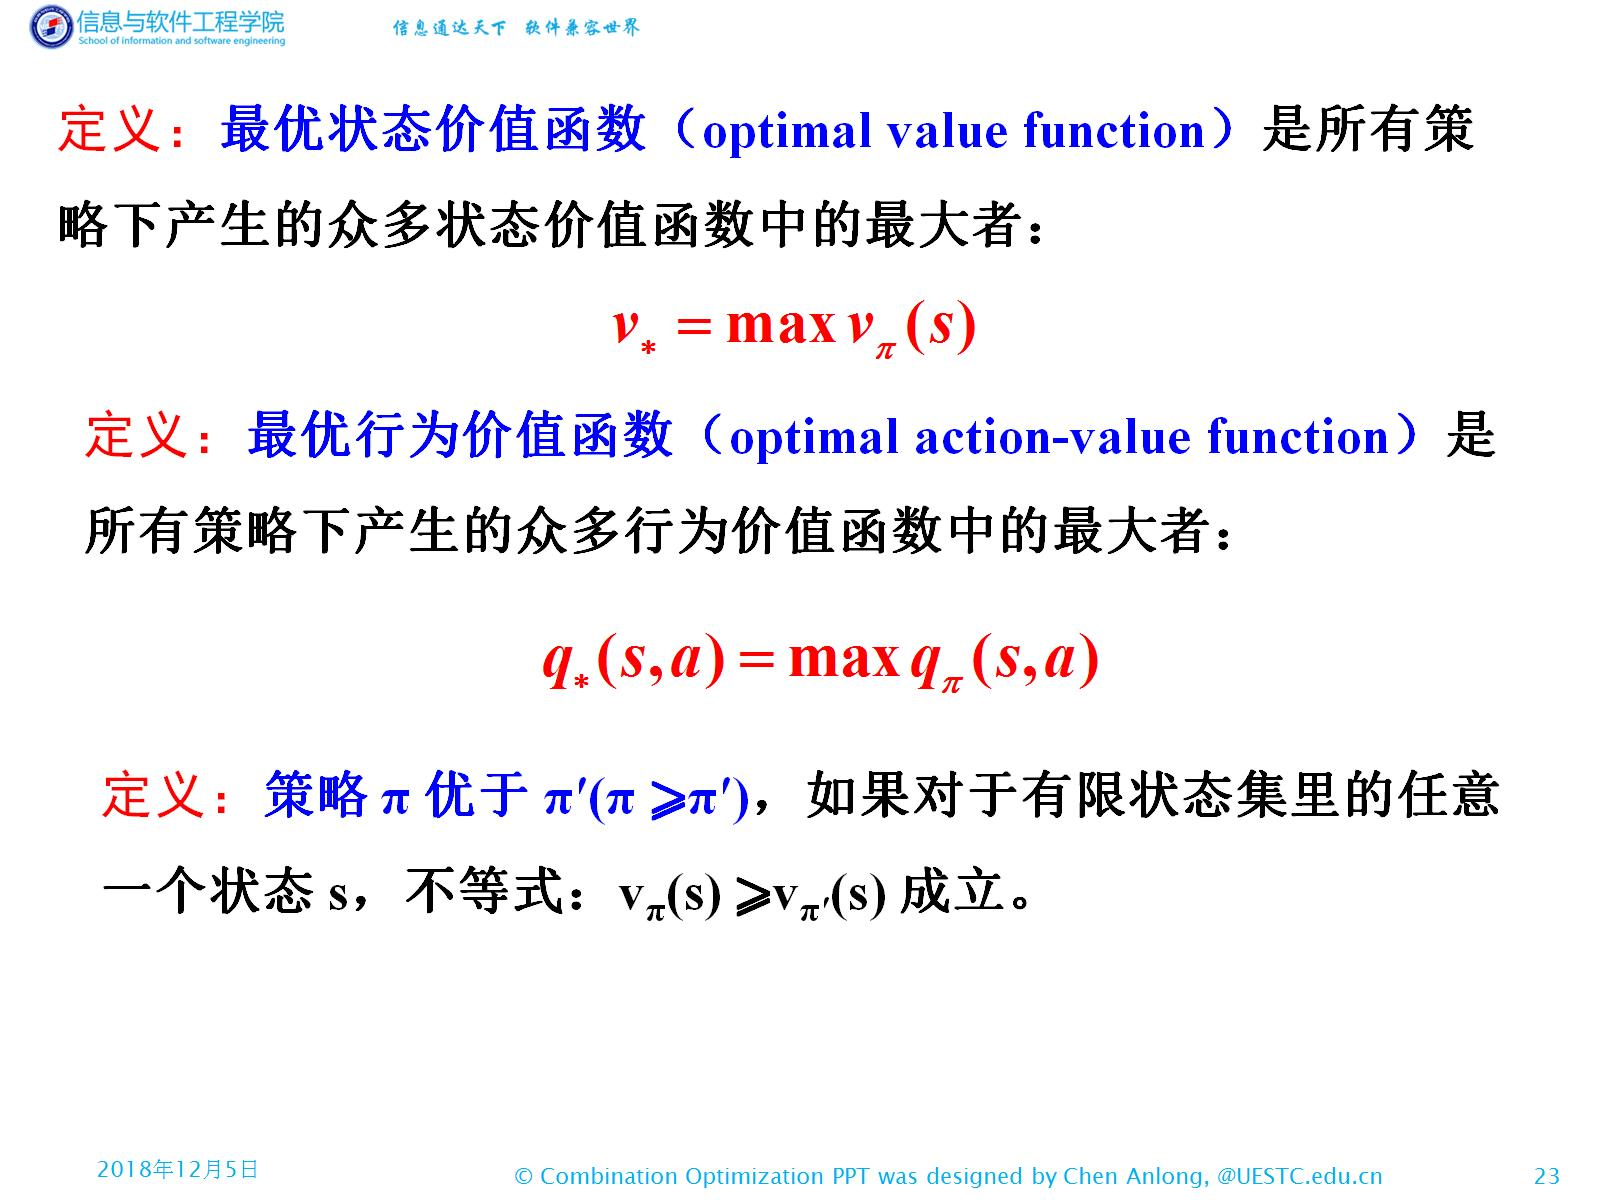 信息与软件工程学院
School of information and software engineering
信息通达天下 软件兼容世界
定义：最优状态价值函数（optimal value function）是所有策
略下产生的众多状态价值函数中的最大者：
v* = max vπ(s)
定义：最优行为价值函数（optimal action-value function）是
所有策略下产生的众多行为价值函数中的最大者：
q*(s,a) = max qπ(s,a)
定义：策略 π 优于 π′(π ⩾π′)，如果对于有限状态集里的任意
一个状态 s，不等式：vπ(s) ⩾vπ′(s) 成立。
2018年12月5日
© Combination Optimization PPT was designed by Chen Anlong, @UESTC.edu.cn
23